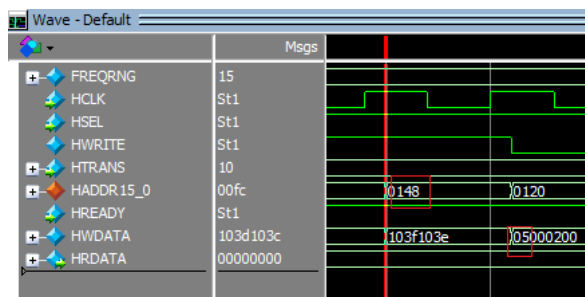 Wave - Default
Msgs
FREQRNG 15
HCLK St1
HSEL St1
HWRITE St1
HTRANS 10
HADDR15_0 00fc 0148 0120
HREADY St1
HWDATA 103d103c 103f103e 05000200
HRDATA 00000000